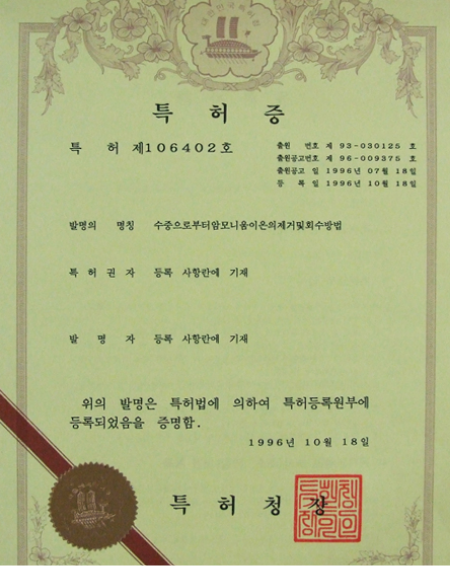 특허증
특 허 제106402호
출원 번호 제 93-030125 호
출원공고번호 제 96-009375 호
출원공고 일 1996년 07월 18일
등 록 일 1996년 10월 18일
발명의 명칭 수중으로부터암모니움이온의제거및회수방법
특 허 권 자 등록 사항란에 기재
발 명 자 등록 사항란에 기재
위의 발명은 특허법에 의하여 특허등록원부에
등록되었음을 증명함.
1996년 10월 18일
특 허 청 장